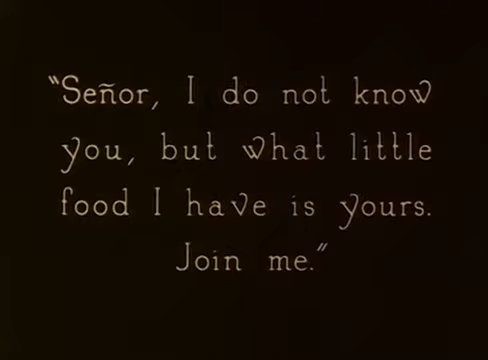 “Señor, I do not know
you, but what little
food I have is yours.
Join me.”